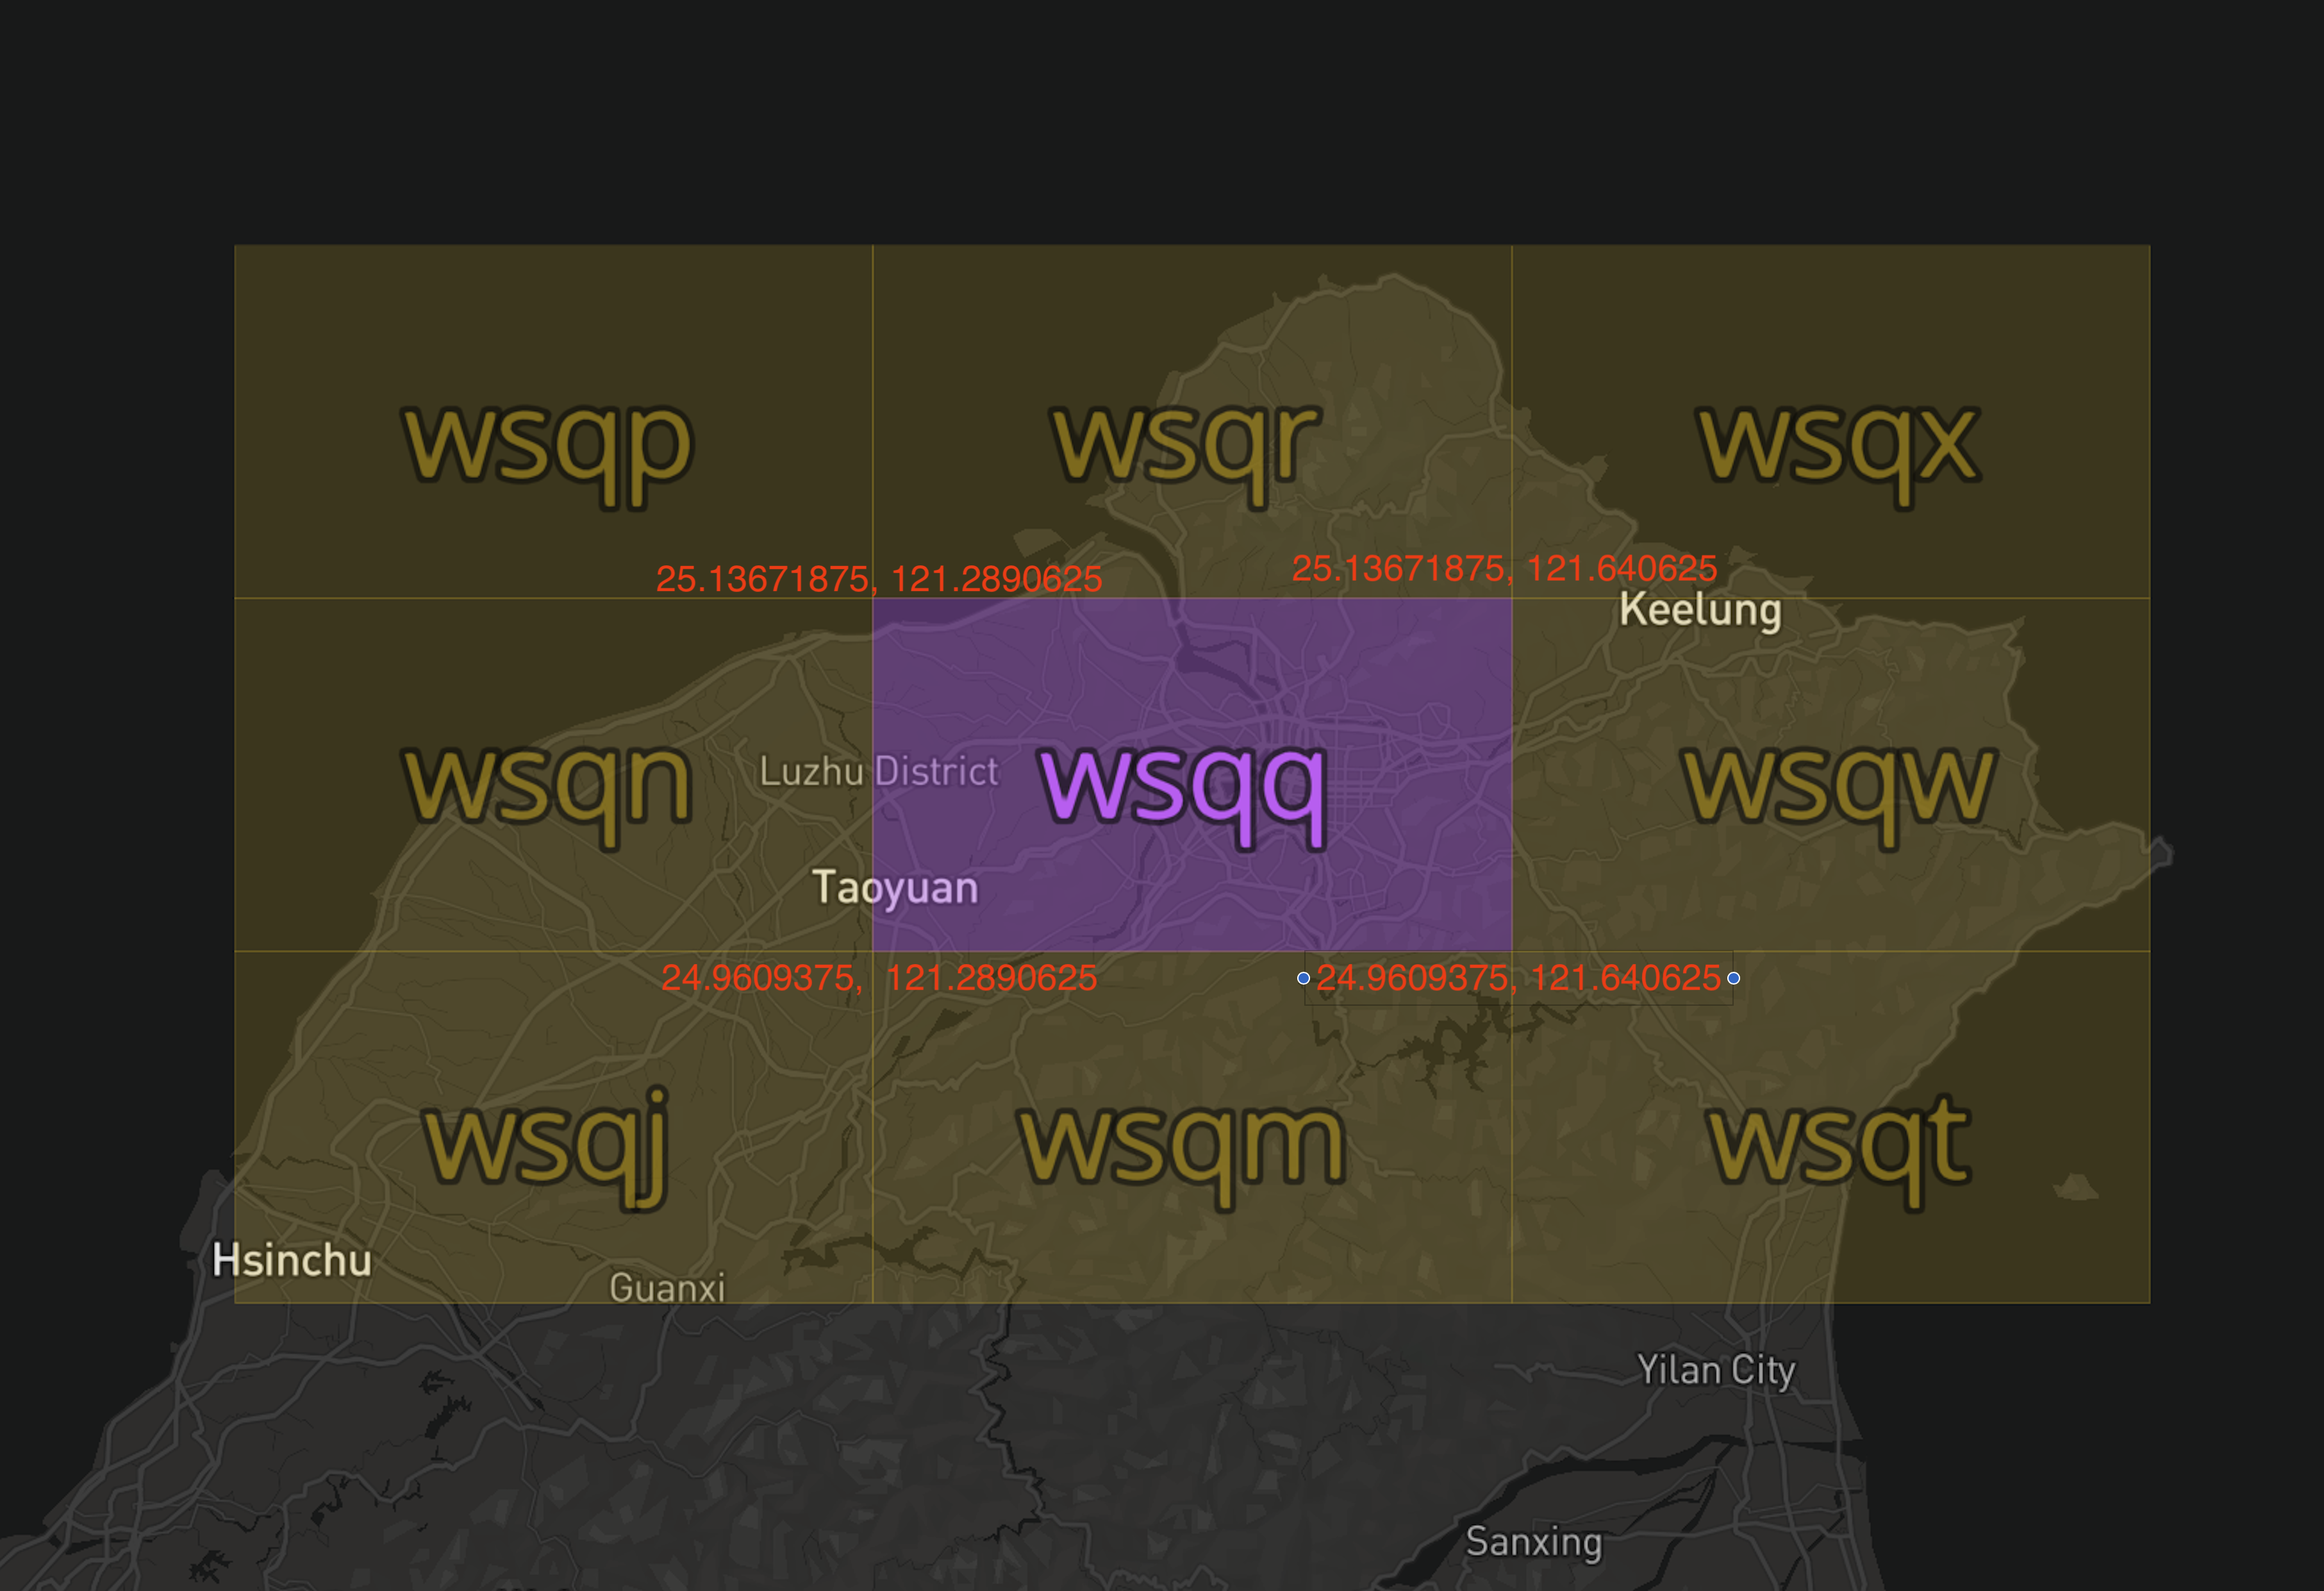 wsqp
wsqr
wsqx
25.13671875, 121.2890625
25.13671875, 121.640625
Keelung
wsqn
Luzhu District
wsqq
wsqw
Taoyuan
24.9609375, 121.2890625
24.9609375, 121.640625
wsqj
wsqm
wsqt
Hsinchu
Guanxi
Yilan City
Sanxing